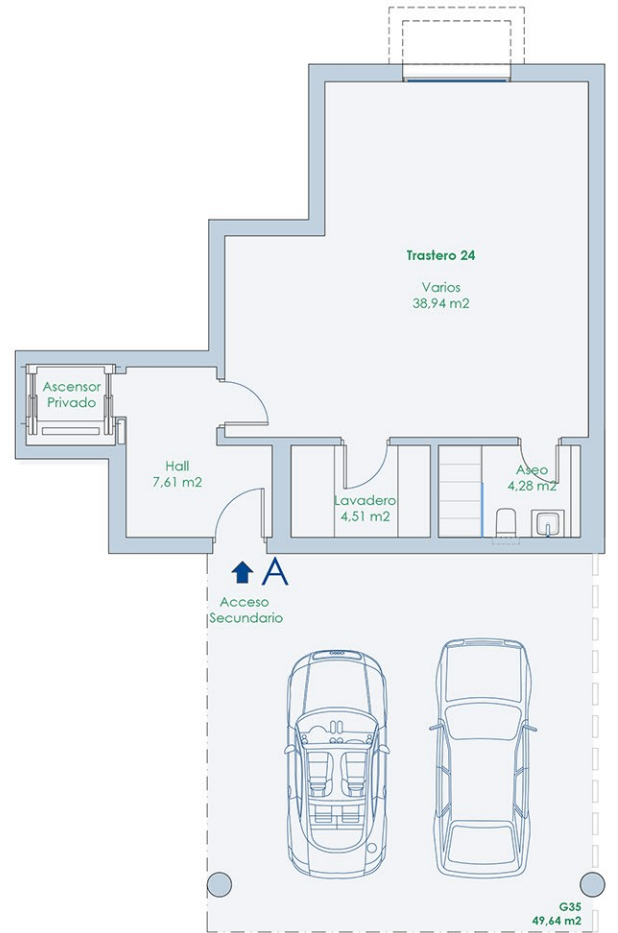 Trastero 24
Varios
38,94 m2
Ascensor
Privado
Hall
7,61 m2
Lavadero
4,51 m2
Aseo
4,28 m2
A
Acceso
Secundario
G35
49,64 m2